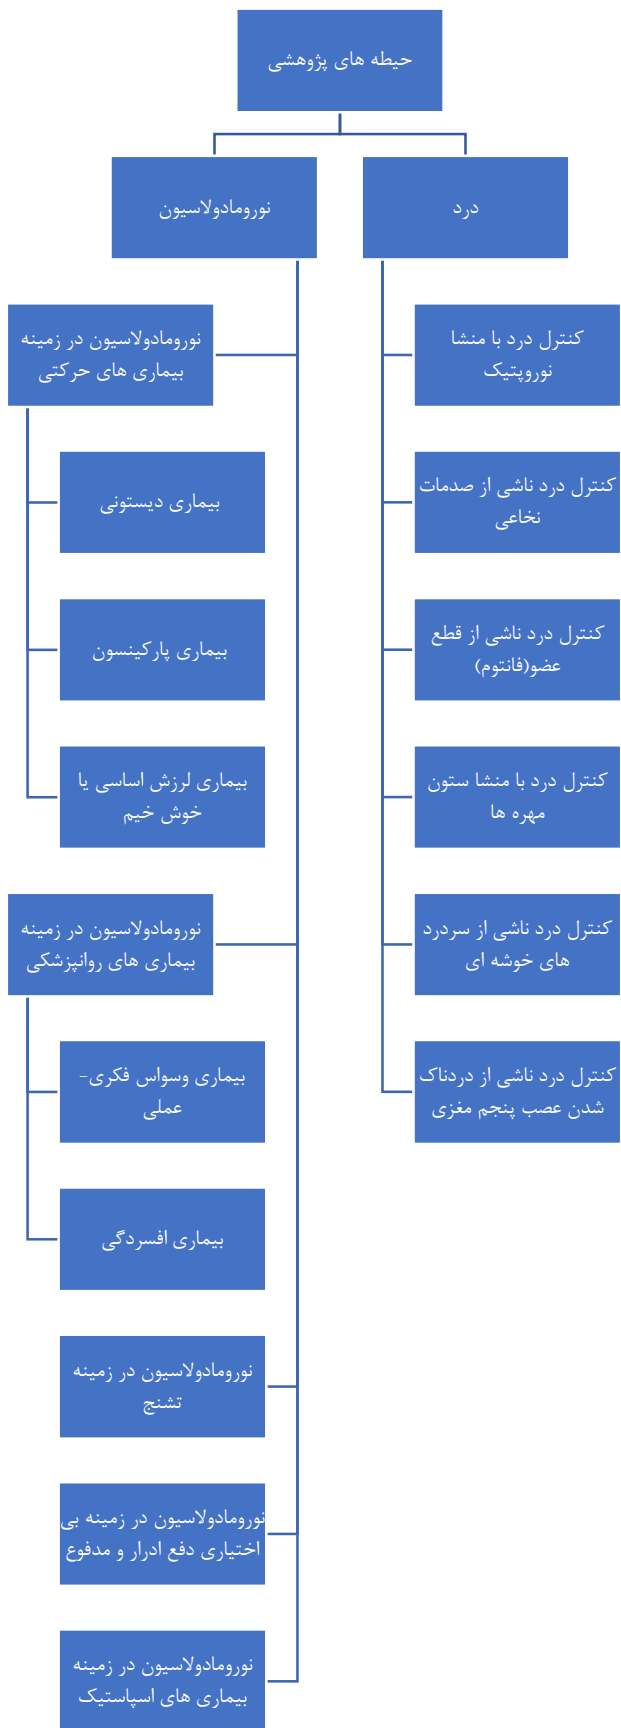 حیطه های پژوهشی
درد
کنترل درد با منشا
نوروپتیک
کنترل درد ناشی از صدمات
نخاعی
کنترل درد ناشی از قطع
عضو(فانتوم)
کنترل درد با منشا ستون
مهره ها
کنترل درد ناشی از سردرد
های خوشه ای
کنترل درد ناشی از دردناک
شدن عصب پنجم مغزی
نورومادولاسیون
نورومادولاسیون در زمینه
بیماری های حرکتی
بیماری دیستونی
بیماری پارکینسون
بیماری لرزش اساسی یا
خوش خیم
نورومادولاسیون در زمینه
بیماری های روانپزشکی
بیماری وسواس فکری-
عملی
بیماری افسردگی
نورومادولاسیون در زمینه
تشنج
نورومادولاسیون در زمینه بی
اختیاری دفع ادرار و مدفوع
نورومادولاسیون در زمینه
بیماری های اسپاستیک